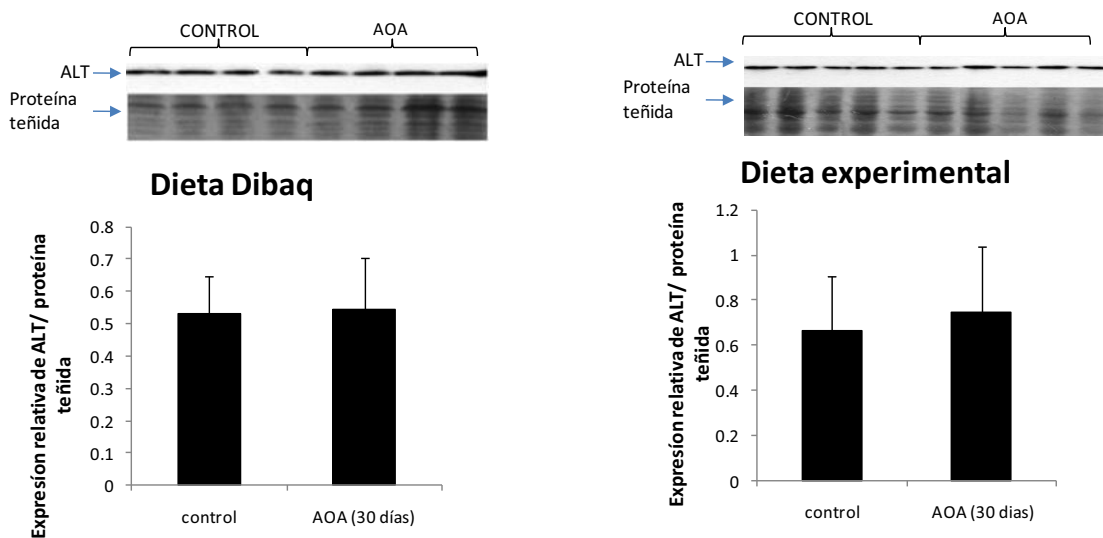 CONTROL
AOA
ALT
Proteína
teñida
Dieta Dibaq
Expresíon relativa de ALT/ proteína
teñida
0.8
0.7
0.6
0.5
0.4
0.3
0.2
0.1
0
control
AOA (30 días)
CONTROL
AOA
ALT
Proteína
teñida
Dieta experimental
Expresíon relativa de ALT/ proteína
teñida
1.2
1
0.8
0.6
0.4
0.2
0
control
AOA (30 dias)